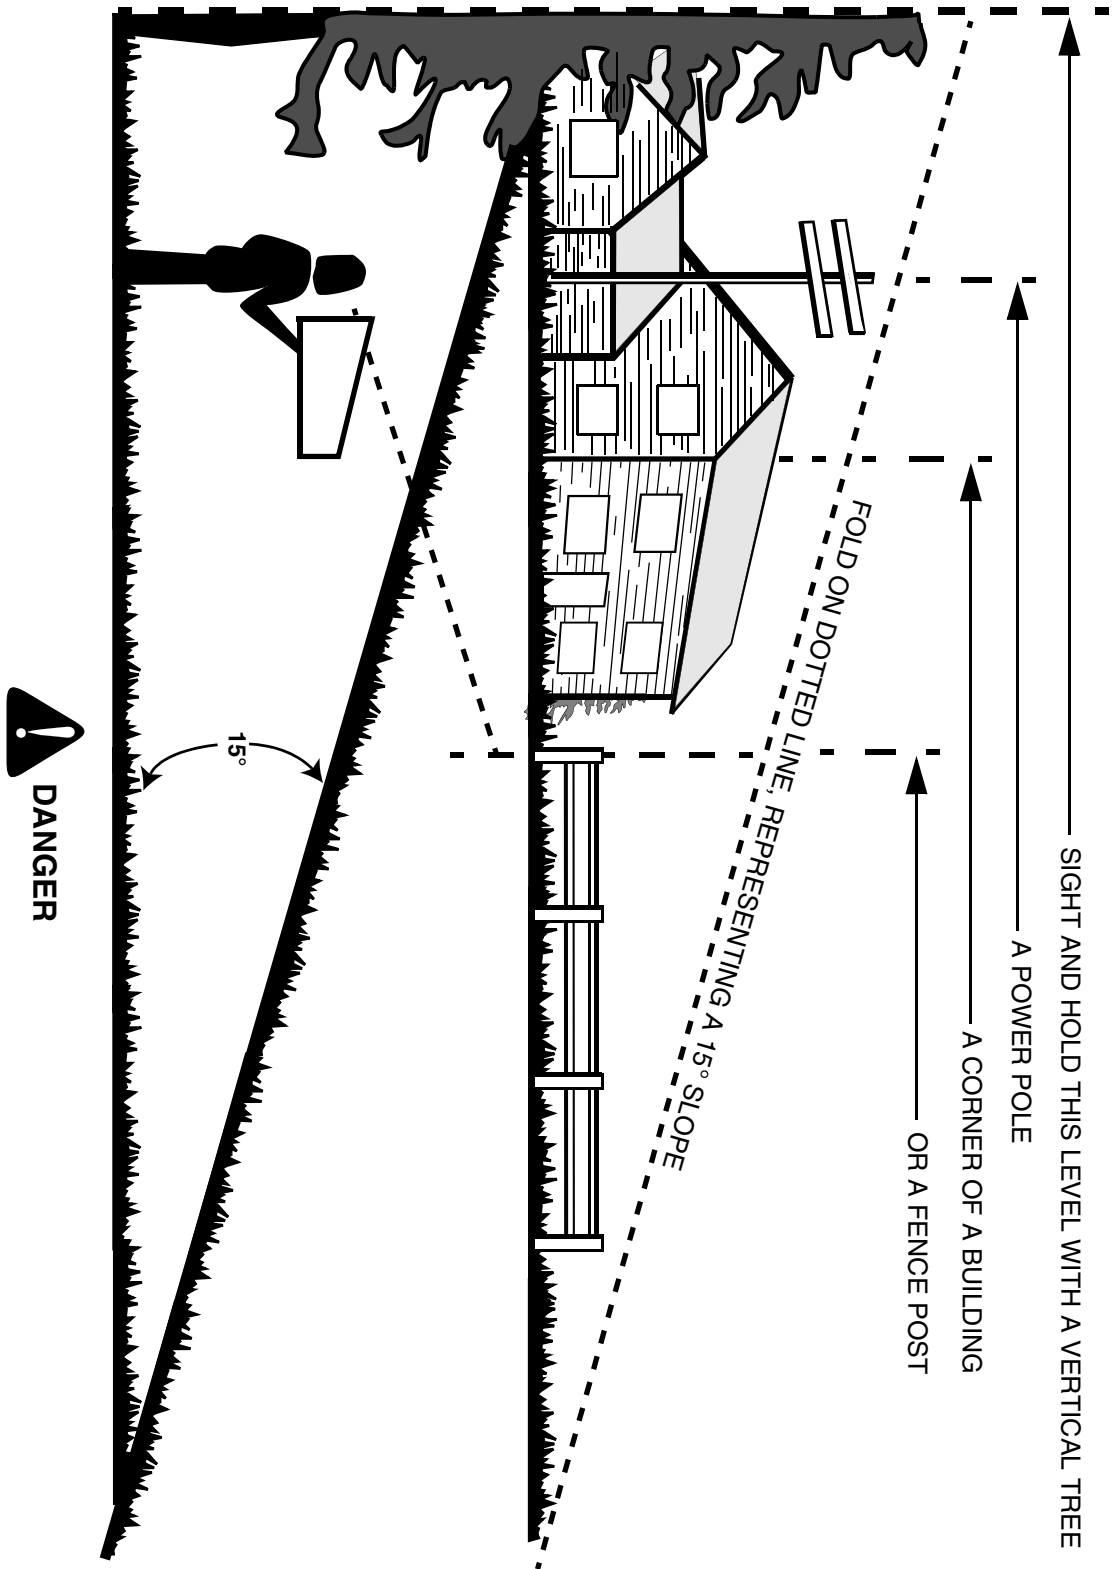 SIGHT AND HOLD THIS LEVEL WITH A VERTICAL TREE
A POWER POLE
A CORNER OF A BUILDING
OR A FENCE POST
FOLD ON DOTTED LINE, REPRESENTING A 15° SLOPE
15°
DANGER